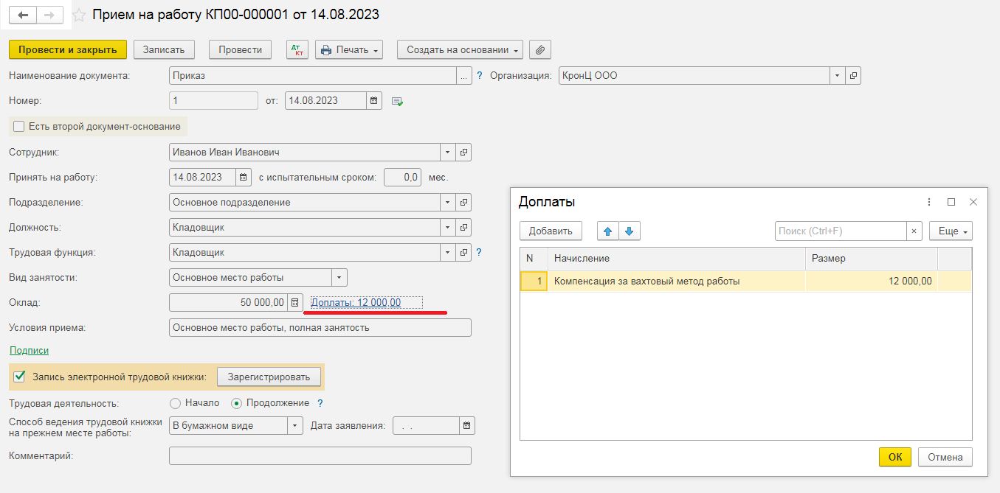 Прием на работу КП00-000001 от 14.08.2023
Провести и закрыть Записать Провести Дт Кт Печать Создать на основании
Наименование документа: Приказ ... ? Организация: КронЦ ООО
Номер: 1 от: 14.08.2023
Есть второй документ-основание
Сотрудник: Иванов Иван Иванович
Принять на работу: 14.08.2023 с испытательным сроком: 0,0 мес.
Подразделение: Основное подразделение
Должность: Кладовщик
Трудовая функция: Кладовщик ?
Вид занятости: Основное место работы
Оклад: 50 000,00 Доплаты: 12 000,00
Условия приема: Основное место работы, полная занятость
Подписи
Запись электронной трудовой книжки: Зарегистрировать
Трудовая деятельность: Начало Продолжение ?
Способ ведения трудовой книжки
на прежнем месте работы: В бумажном виде Дата заявления: . .
Комментарий:
Доплаты
Добавить Поиск (Ctrl+F) × Еще
N Начисление Размер
1 Компенсация за вахтовый метод работы 12 000,00
ОК Отмена